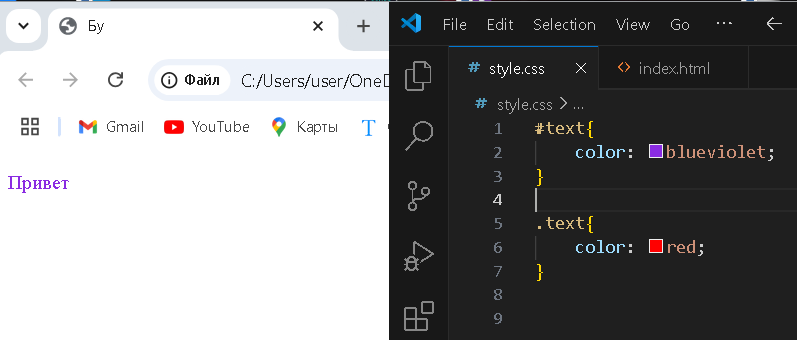 Бу
Файл C:/Users/user/OneD
Gmail YouTube Карты
Привет
File Edit Selection View Go ...
style.css index.html
style.css > ...
1 #text{
2 color: blueviolet;
3 }
4
5 .text{
6 color: red;
7 }
8
9